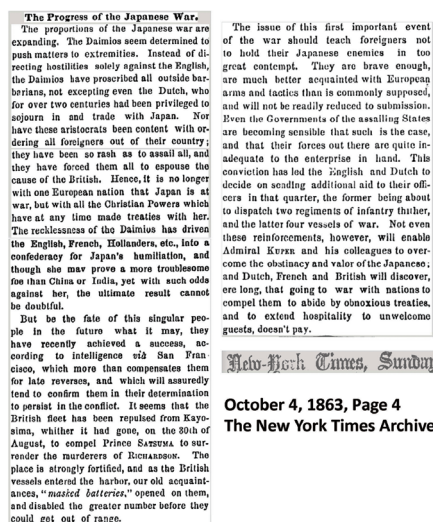 The Progress of the Japanese War.
The proportions of the Japanese war are
expanding. The Daimios seem determined to
push matters to extremities. Instead of di-
recting hostilities solely against the English,
the Daimios have proscribed all outside bar-
berians, not excepting even the Dutch, who
for over two centuries had been privileged to
sojourn in and trade with Japan. Nor
have these aristocrats been content with or-
dering all foreigners out of their country;
they have been so rash as to assail all, and
they have forced them all to espouse the
cause of the British. Hence, it is no longer
with one European nation that Japan is at
war, but with all the Christian Powers which
have at any time made treaties with her.
The recklessness of the Daimios has driven
the English, French, Hollanders, etc., into a
confederacy for Japan's humiliation, and
though she may prove a more troublesome
foe than China or India, yet with such odds
against her, the ultimate result cannot
be doubtful.
But be the fate of this singular peo-
ple in the future what it may, they
have recently achieved a success, ac-
cording to intelligence viâ San Fran
cisco, which more than compensates them
for late reverses, and which will assuredly
tend to confirm them in their determination
to persist in the conflict. It seems that the
British fleet has been repulsed from Kayo-
sima, whither it had gone, on the 30th of
August, to compel Prince SATSUMA to sur-
render the murderers of RICHARDSON. The
place is strongly fortified, and as the British
vessels entered the harbor, our old acquaint-
ances, "masked batteries," opened on them,
and disabled the greater number before they
could get out of range.
The issue of this first important event
of the war should teach foreigners not
to hold their Japanese enemies in too
great contempt. They are brave enough,
are much better acquainted with European
arms and tactics than is commonly supposed,
and will not be readily reduced to submission.
Even the Governments of the assailing States
are becoming sensible that such is the case,
and that their forces out there are quite in-
adequate to the enterprise in hand. This
conviction has led the English and Dutch to
decide on sending additional aid to their offi-
cers in that quarter, the former being about
to dispatch two regiments of infantry thither,
and the latter four vessels of war. Not even
these reinforcements, however, will enable
Admiral KUPER and his colleagues to over-
come the obstinacy and valor of the Japanese;
and Dutch, French and British will discover,
ere long, that going to war with nations to
compel them to abide by obnoxious treaties,
and to extend hospitality to unwelcome
guests, doesn't pay.
New-York Times, Sunday
October 4, 1863, Page 4
The New York Times Archive